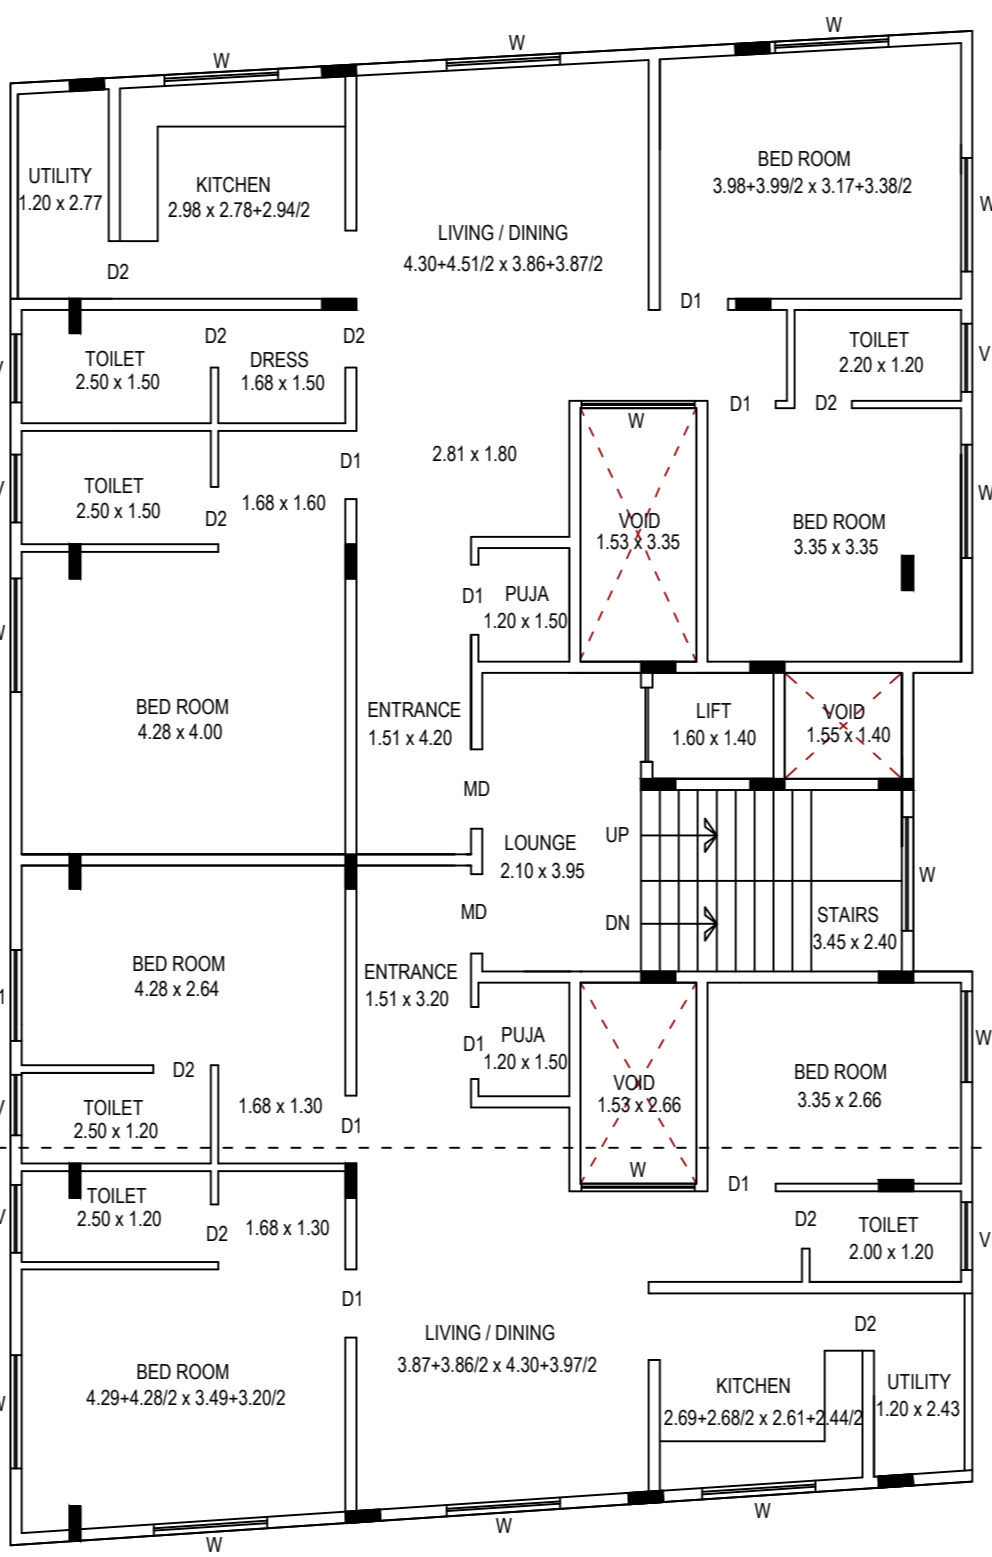 W
W
W
UTILITY
1.20 x 2.77
KITCHEN
2.98 x 2.78+2.94/2
BED ROOM
3.98+3.99/2 x 3.17+3.38/2
W
LIVING / DINING
4.30+4.51/2 x 3.86+3.87/2
D2
D1
D2
D2
TOILET
2.50 x 1.50
DRESS
1.68 x 1.50
TOILET
2.20 x 1.20
V
V
D1
D2
W
2.81 x 1.80
D1
TOILET
2.50 x 1.50
1.68 x 1.60
V
D2
W
VOID
1.53 x 3.35
BED ROOM
3.35 x 3.35
D1
PUJA
1.20 x 1.50
W
BED ROOM
4.28 x 4.00
ENTRANCE
1.51 x 4.20
LIFT
1.60 x 1.40
VOID
1.55 x 1.40
MD
LOUNGE
2.10 x 3.95
UP
W
MD
DN
STAIRS
3.45 x 2.40
BED ROOM
4.28 x 2.64
ENTRANCE
1.51 x 3.20
W
D1
PUJA
1.20 x 1.50
D2
VOID
1.53 x 2.66
BED ROOM
3.35 x 2.66
TOILET
2.50 x 1.20
1.68 x 1.30
V
D1
W
D1
TOILET
2.50 x 1.20
1.68 x 1.30
V
D2
D2
TOILET
2.00 x 1.20
V
D1
D2
LIVING / DINING
3.87+3.86/2 x 4.30+3.97/2
BED ROOM
4.29+4.28/2 x 3.49+3.20/2
W
KITCHEN
2.69+2.68/2 x 2.61+2.44/2
UTILITY
1.20 x 2.43
W
W
W